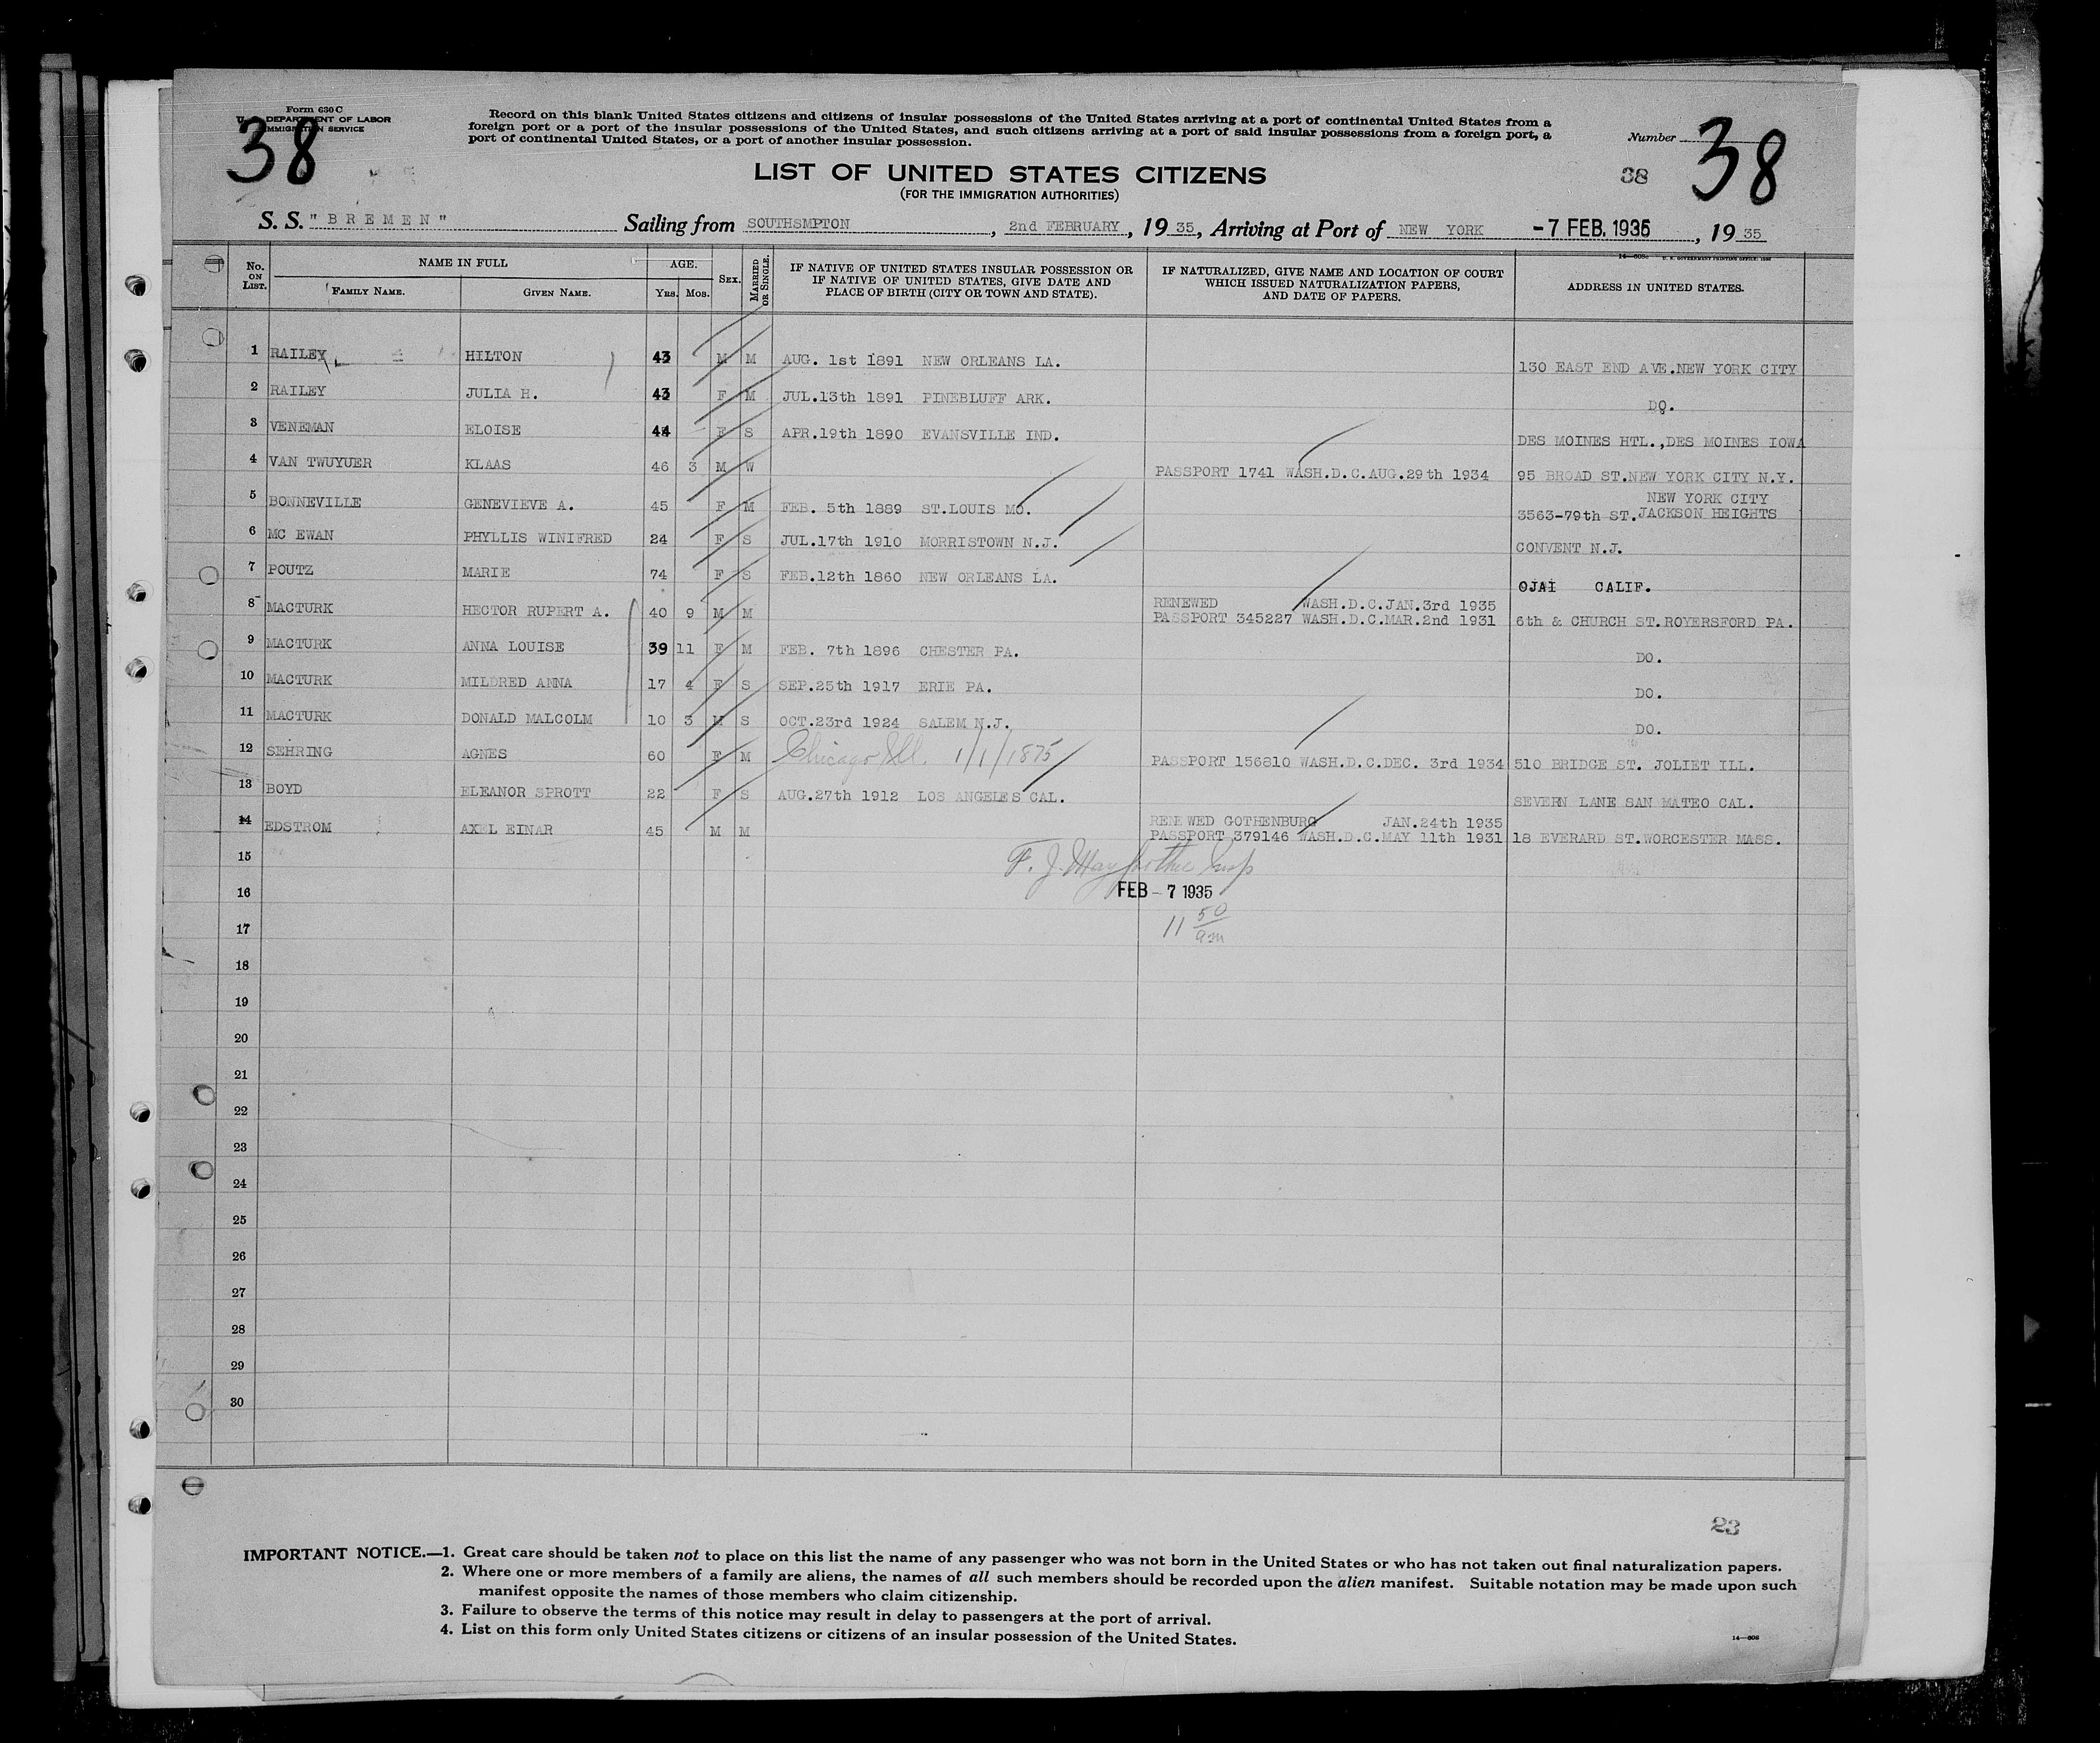 Form 630 C
DEPARTMENT OF LABOR
IMMIGRATION SERVICE
38
Record on this blank United States citizens and citizens of insular possessions of the United States arriving at a port of continental United States from a
foreign port or a port of the insular possessions of the United States, and such citizens arriving at a port of said insular possessions from a foreign port, a
port of continental United States, or a port of another insular possession.
Number
38
38
LIST OF UNITED STATES CITIZENS
(FOR THE IMMIGRATION AUTHORITIES)
S. S. "BREMEN" Sailing from SOUTHSMPTON, 2nd FEBRUARY, 19 35, Arriving at Port of NEW YORK -7 FEB. 1935, 19 35
No. ON LIST. NAME IN FULL FAMILY NAME. GIVEN NAME. AGE. YRS. MOS. SEX. MARRIED OR SINGLE. IF NATIVE OF UNITED STATES INSULAR POSSESSION OR IF NATIVE OF UNITED STATES, GIVE DATE AND PLACE OF BIRTH (CITY OR TOWN AND STATE). IF NATURALIZED, GIVE NAME AND LOCATION OF COURT WHICH ISSUED NATURALIZATION PAPERS, AND DATE OF PAPERS. ADDRESS IN UNITED STATES.
1 RAILEY HILTON 43 M M AUG. 1st 1891 NEW ORLEANS LA. 130 EAST END AVE.NEW YORK CITY
2 RAILEY JULIA H. 43 F M JUL.13th 1891 PINEBLUFF ARK. DO.
3 VENEMAN ELOISE 44 F S APR.19th 1890 EVANSVILLE IND. DES MOINES HTL.,DES MOINES IOWA
4 VAN TWUYUER KLAAS 46 3 M W PASSPORT 1741 WASH.D.C.AUG.29th 1934 95 BROAD ST.NEW YORK CITY N.Y.
5 BONNEVILLE GENEVIEVE A. 45 F M FEB. 5th 1889 ST.LOUIS MO. NEW YORK CITY
3563-79th ST.JACKSON HEIGHTS
6 MC EWAN PHYLLIS WINIFRED 24 F S JUL.17th 1910 MORRISTOWN N.J. CONVENT N.J.
7 POUTZ MARIE 74 F S FEB.12th 1860 NEW ORLEANS LA. OJAI CALIF.
8 MACTURK HECTOR RUPERT A. 40 9 M M RENEWED WASH.D.C.JAN.3rd 1935
PASSPORT 345227 WASH.D.C.MAR.2nd 1931 6th & CHURCH ST.ROYERSFORD PA.
9 MACTURK ANNA LOUISE 39 11 F M FEB. 7th 1896 CHESTER PA. DO.
10 MACTURK MILDRED ANNA 17 4 F S SEP.25th 1917 ERIE PA. DO.
11 MACTURK DONALD MALCOLM 10 3 M S OCT.23rd 1924 SALEM N.J. DO.
12 SEHRING AGNES 60 F M Chicago Ill. 1/1/1875 PASSPORT 156810 WASH.D.C.DEC. 3rd 1934 510 BRIDGE ST. JOLIET ILL.
13 BOYD ELEANOR SPROTT 22 F S AUG.27th 1912 LOS ANGELES CAL. SEVERN LANE SAN MATEO CAL.
14 EDSTROM AXEL EINAR 45 M M RENEWED GOTHENBURG JAN.24th 1935
PASSPORT 379146 WASH.D.C.MAY 11th 1931 18 EVERARD ST.WORCESTER MASS.
15 F. J. Insp
16 FEB - 7 1935
17 11 50 am
18
19
20
21
22
23
24
25
26
27
28
29
30
23
IMPORTANT NOTICE.—1. Great care should be taken not to place on this list the name of any passenger who was not born in the United States or who has not taken out final naturalization papers.
2. Where one or more members of a family are aliens, the names of all such members should be recorded upon the alien manifest. Suitable notation may be made upon such
manifest opposite the names of those members who claim citizenship.
3. Failure to observe the terms of this notice may result in delay to passengers at the port of arrival.
4. List on this form only United States citizens or citizens of an insular possession of the United States.
14—608